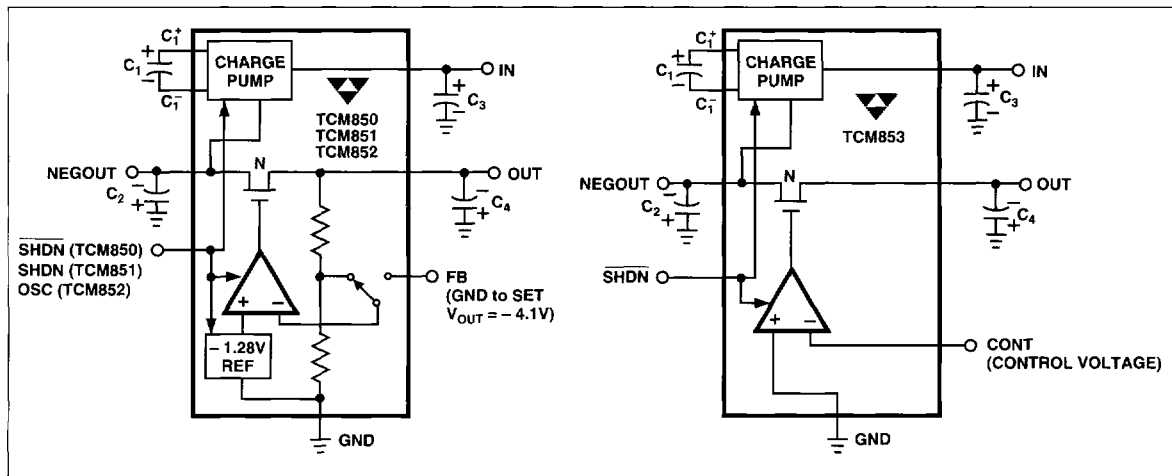 C1+
+
C1
−
C1−
CHARGE
PUMP
IN
+
C3
−
TCM850
TCM851
TCM852
NEGOUT
−
C2
+
N
OUT
−
C4
+
SHDN (TCM850)
SHDN (TCM851)
OSC (TCM852)
+
−
FB
(GND to SET
VOUT = – 4.1V)
– 1.28V
REF
GND
C1+
+
C1
−
C1−
CHARGE
PUMP
IN
+
C3
−
TCM853
NEGOUT
−
C2
+
N
OUT
−
C4
+
SHDN
+
−
CONT
(CONTROL VOLTAGE)
GND